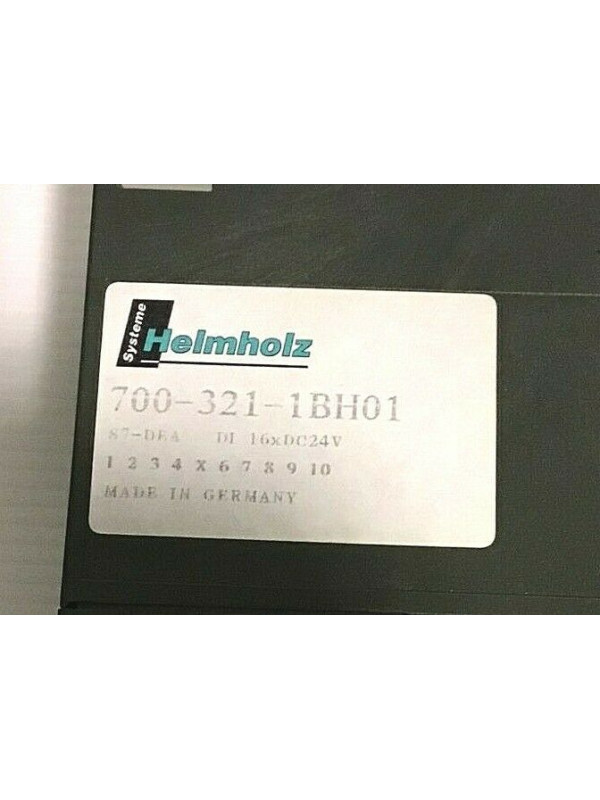 Systeme
Helmholz
700-321-1BH01
S7-DEA DI 16xDC24V
1 2 3 4 X 6 7 8 9 10
MADE IN GERMANY